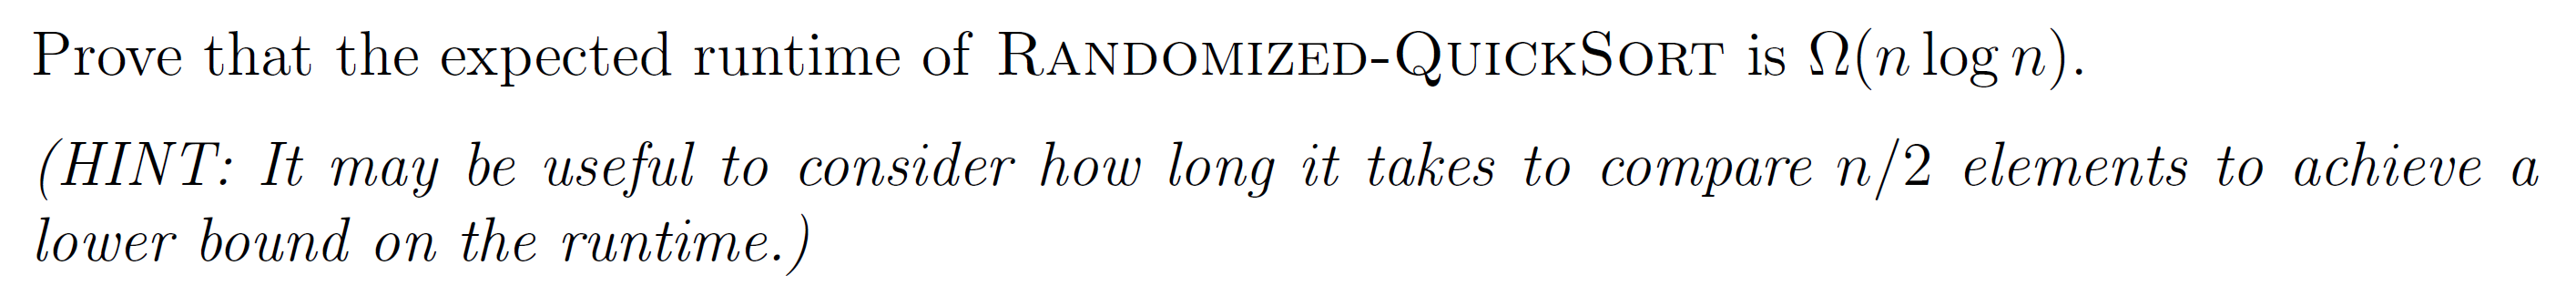 Prove that the expected runtime of RANDOMIZED-QUICKSORT is Ω(n log n).
(HINT: It may be useful to consider how long it takes to compare n/2 elements to achieve a
lower bound on the runtime.)